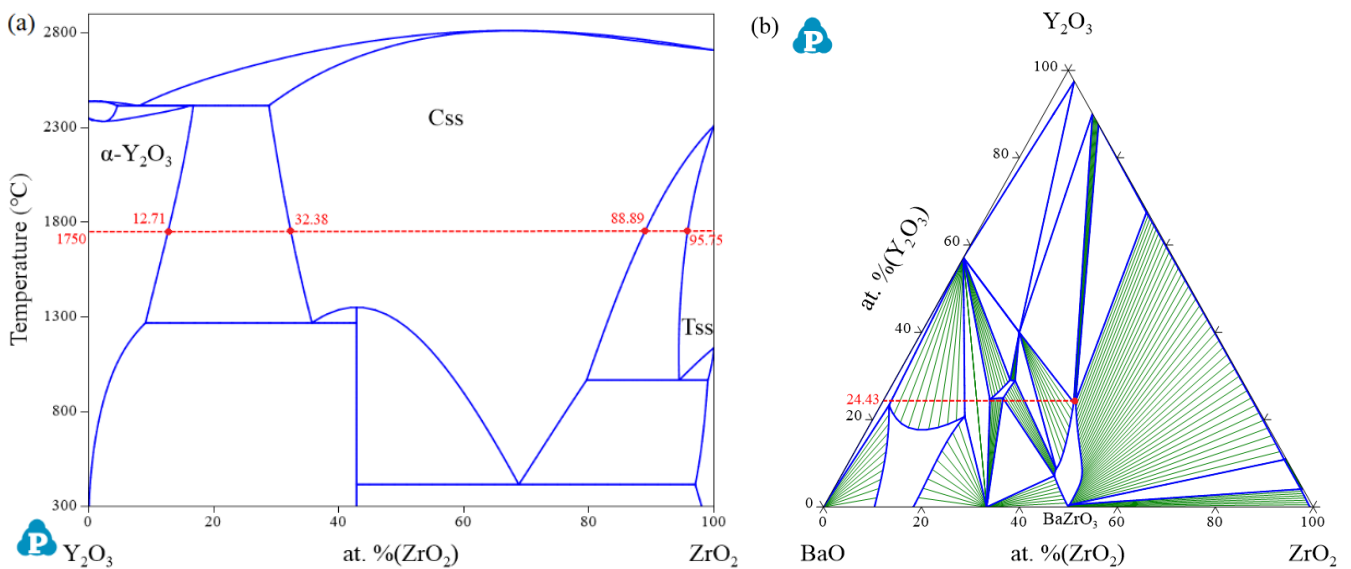 (a)
2800
2300
1800
1750
1300
800
300
Temperature (°C)
α-Y₂O₃
Css
Tss
12.71
32.38
88.89
95.75
0
20
40
60
80
100
P
Y₂O₃
at. %(ZrO₂)
ZrO₂
(b)
P
Y₂O₃
100
80
60
40
24.43
20
0
at. %(Y₂O₃)
0
20
40
BaZrO₃
60
80
100
BaO
at. %(ZrO₂)
ZrO₂